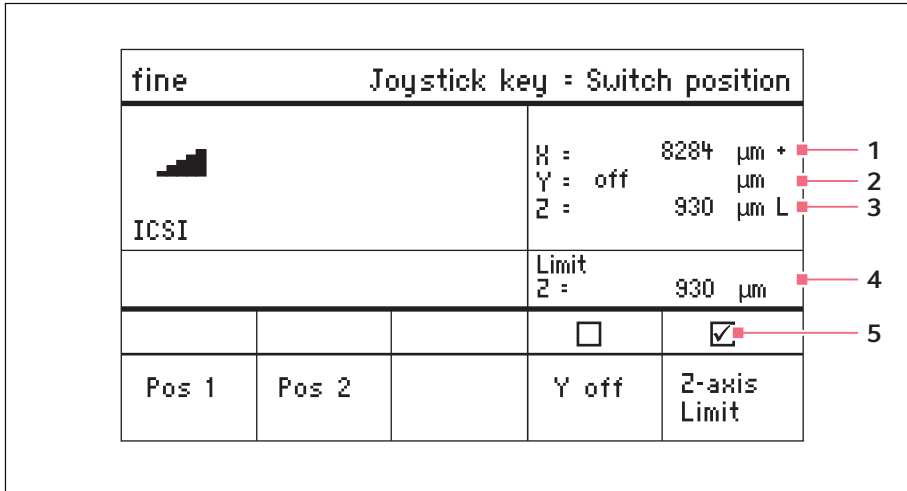 fine Joystick key = Switch position
X = 8284 µm + 1
Y = off µm 2
Z = 930 µm L 3
ICSI
Limit
Z = 930 µm 4
5
Pos 1 Pos 2 Y off Z-axis
Limit